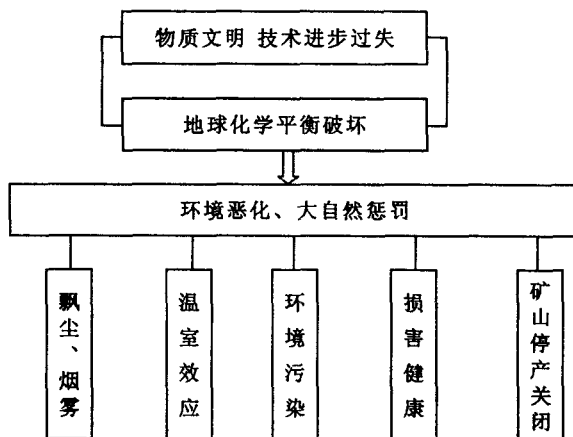 物质文明 技术进步过失
地球化学平衡破坏
环境恶化、大自然惩罚
飘尘、烟雾
温室效应
环境污染
损害健康
矿山停产关闭